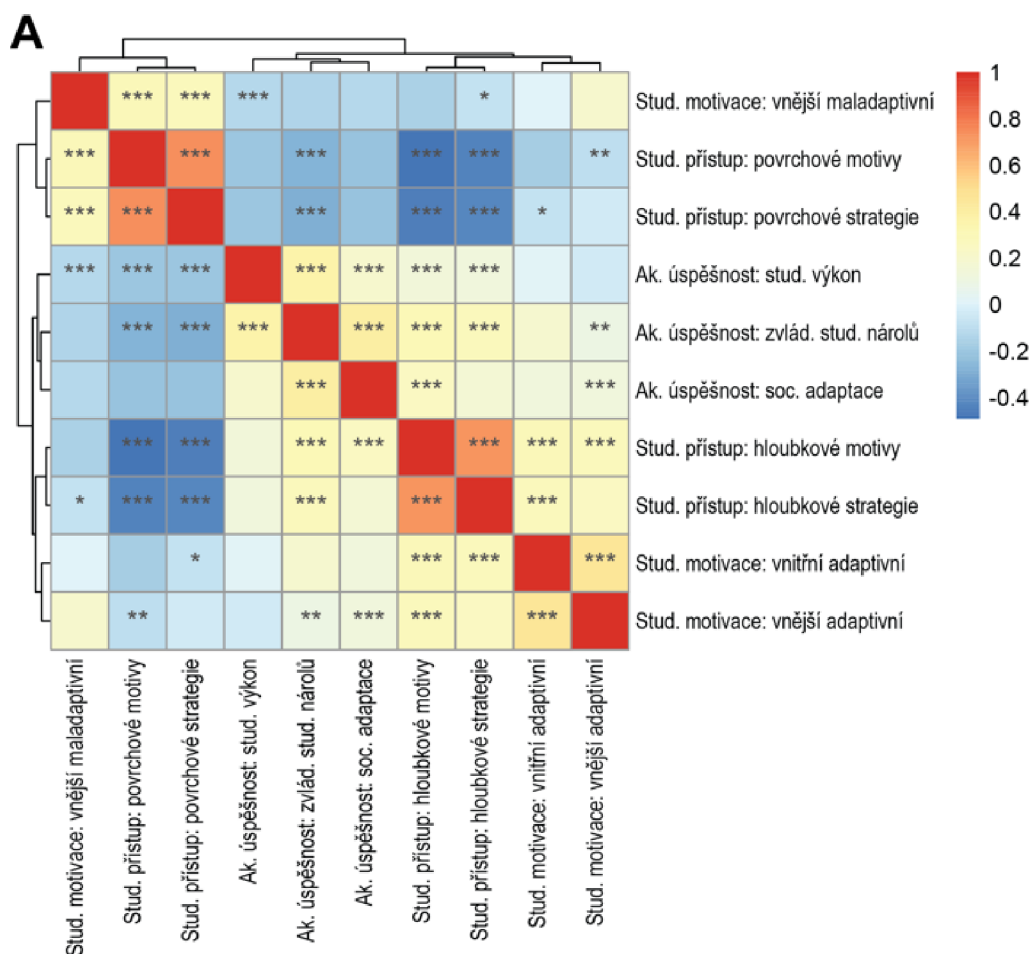 A
*** *** *** *
Stud. motivace: vnější maladaptivní
*** *** *** *** *** **
Stud. přístup: povrchové motivy
*** *** *** *** *** *
Stud. přístup: povrchové strategie
*** *** *** *** *** *** ***
Ak. úspěšnost: stud. výkon
*** *** *** *** *** *** **
Ak. úspěšnost: zvlád. stud. nárolů
*** *** ***
Ak. úspěšnost: soc. adaptace
*** *** *** *** *** *** ***
Stud. přístup: hloubkové motivy
* *** *** *** *** ***
Stud. přístup: hloubkové strategie
* *** *** ***
Stud. motivace: vnitřní adaptivní
** ** *** *** ***
Stud. motivace: vnější adaptivní
1
0.8
0.6
0.4
0.2
0
-0.2
-0.4
Stud. motivace: vnější maladaptivní
Stud. přístup: povrchové motivy
Stud. přístup: povrchové strategie
Ak. úspěšnost: stud. výkon
Ak. úspěšnost: zvlád. stud. nárolů
Ak. úspěšnost: soc. adaptace
Stud. přístup: hloubkové motivy
Stud. přístup: hloubkové strategie
Stud. motivace: vnitřní adaptivní
Stud. motivace: vnější adaptivní